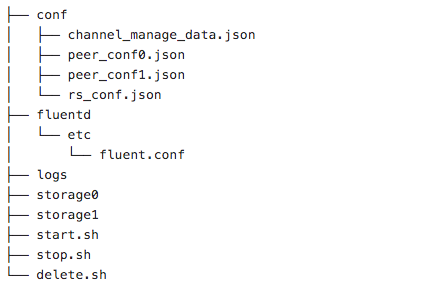 ├── conf
│   ├── channel_manage_data.json
│   ├── peer_conf0.json
│   ├── peer_conf1.json
│   └── rs_conf.json
├── fluentd
│   └── etc
│       └── fluent.conf
├── logs
├── storage0
├── storage1
├── start.sh
├── stop.sh
└── delete.sh